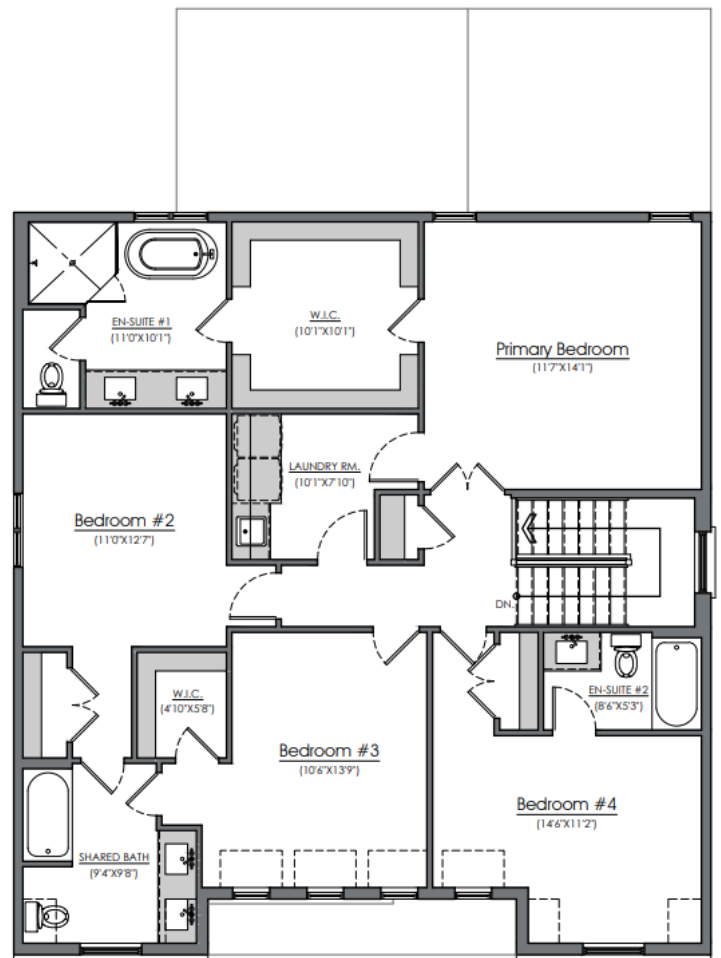 EN-SUITE #1
(11'0"X10'1")
W.I.C.
(10'1"X10'1")
Primary Bedroom
(11'7"X14'1")
LAUNDRY RM.
(10'1"X7'10")
Bedroom #2
(11'0"X12'7")
DN.
W.I.C.
(4'10"X5'8")
EN-SUITE #2
(8'6"X5'3")
Bedroom #3
(10'6"X13'9")
Bedroom #4
(14'6"X11'2")
SHARED BATH
(9'4"X9'8")